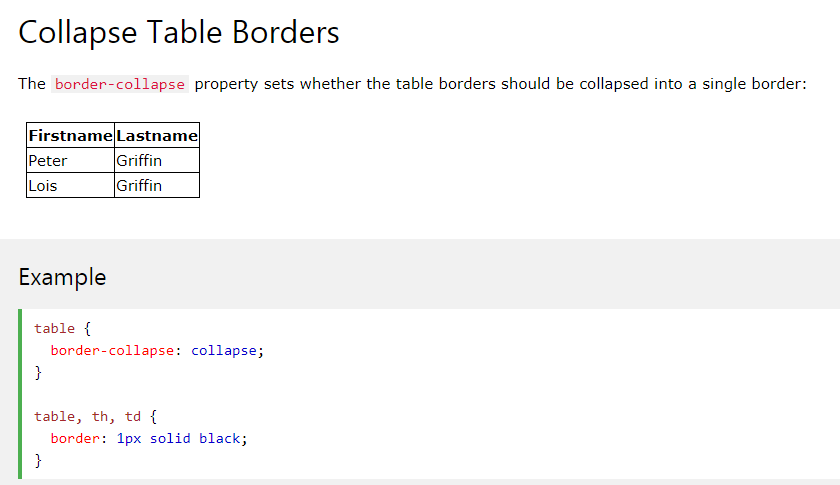 Collapse Table Borders
The border-collapse property sets whether the table borders should be collapsed into a single border:
Firstname Lastname
Peter Griffin
Lois Griffin
Example
table {
  border-collapse: collapse;
}

table, th, td {
  border: 1px solid black;
}